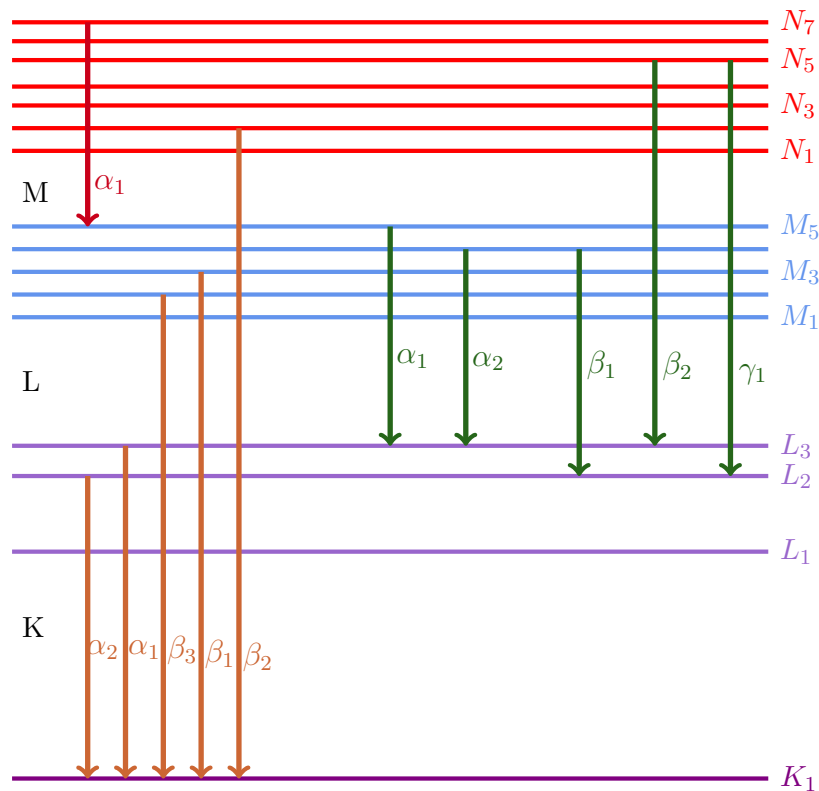 N₇
N₅
N₃
N₁
M α₁
M₅
M₃
M₁
α₁ α₂ β₁ β₂ γ₁
L
L₃
L₂
L₁
K
α₂ α₁ β₃ β₁ β₂
K₁